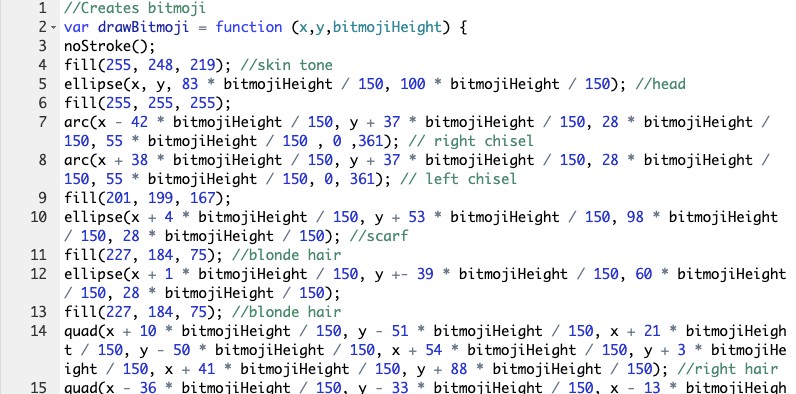 1 //Creates bitmoji
2 var drawBitmoji = function (x,y,bitmojiHeight) {
3 noStroke();
4 fill(255, 248, 219); //skin tone
5 ellipse(x, y, 83 * bitmojiHeight / 150, 100 * bitmojiHeight / 150); //head
6 fill(255, 255, 255);
7 arc(x - 42 * bitmojiHeight / 150, y + 37 * bitmojiHeight / 150, 28 * bitmojiHeight /
150, 55 * bitmojiHeight / 150 , 0 ,361); // right chisel
8 arc(x + 38 * bitmojiHeight / 150, y + 37 * bitmojiHeight / 150, 28 * bitmojiHeight /
150, 55 * bitmojiHeight / 150, 0, 361); // left chisel
9 fill(201, 199, 167);
10 ellipse(x + 4 * bitmojiHeight / 150, y + 53 * bitmojiHeight / 150, 98 * bitmojiHeight
/ 150, 28 * bitmojiHeight / 150); //scarf
11 fill(227, 184, 75); //blonde hair
12 ellipse(x + 1 * bitmojiHeight / 150, y +- 39 * bitmojiHeight / 150, 60 * bitmojiHeight
/ 150, 28 * bitmojiHeight / 150);
13 fill(227, 184, 75); //blonde hair
14 quad(x + 10 * bitmojiHeight / 150, y - 51 * bitmojiHeight / 150, x + 21 * bitmojiHeigh
t / 150, y - 50 * bitmojiHeight / 150, x + 54 * bitmojiHeight / 150, y + 3 * bitmojiHe
ight / 150, x + 41 * bitmojiHeight / 150, y + 88 * bitmojiHeight / 150); //right hair
15 quad(x - 36 * bitmojiHeight / 150, y - 33 * bitmojiHeight / 150, x - 13 * bitmojiHeigh